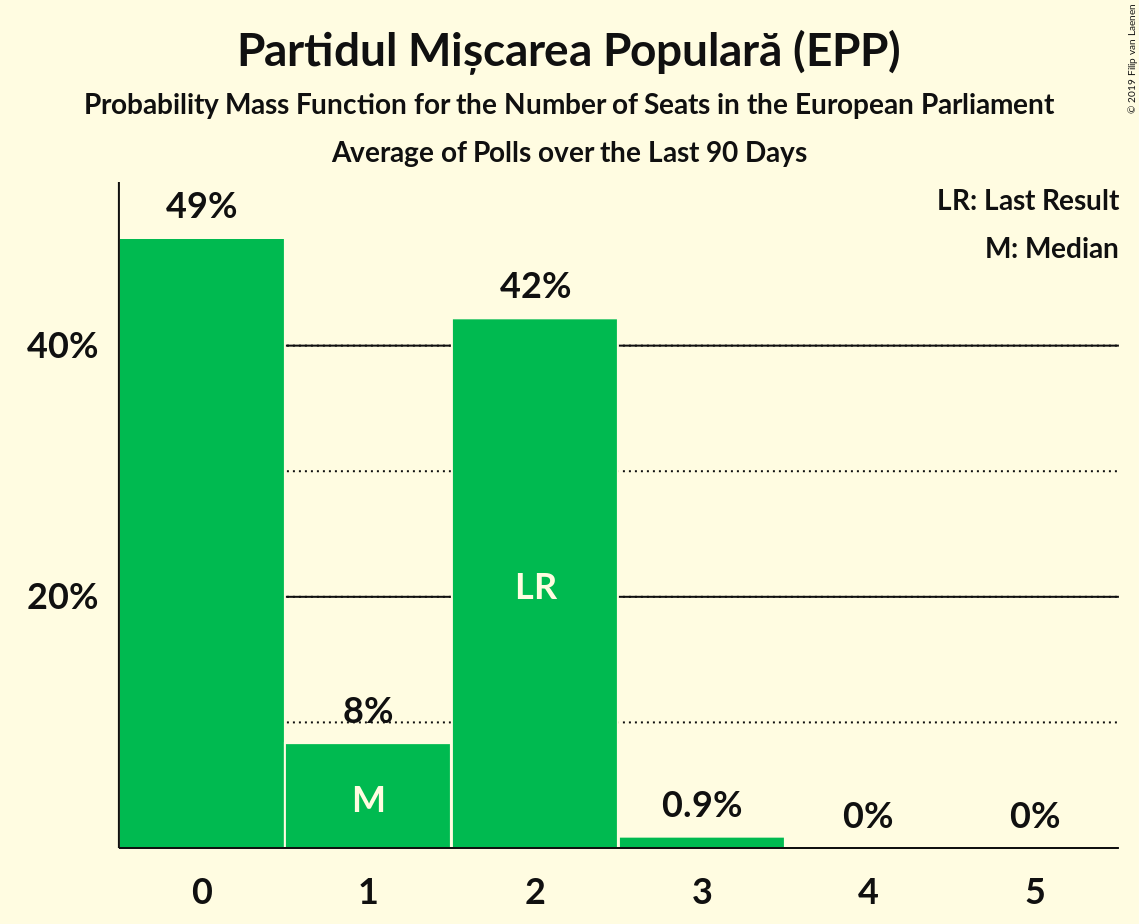 Partidul Mișcarea Populară (EPP)
Probability Mass Function for the Number of Seats in the European Parliament
Average of Polls over the Last 90 Days
© 2019 Filip van Laenen
LR: Last Result
M: Median
49%
42%
40%
LR
20%
8%
M
0.9%
0%
0%
0
1
2
3
4
5